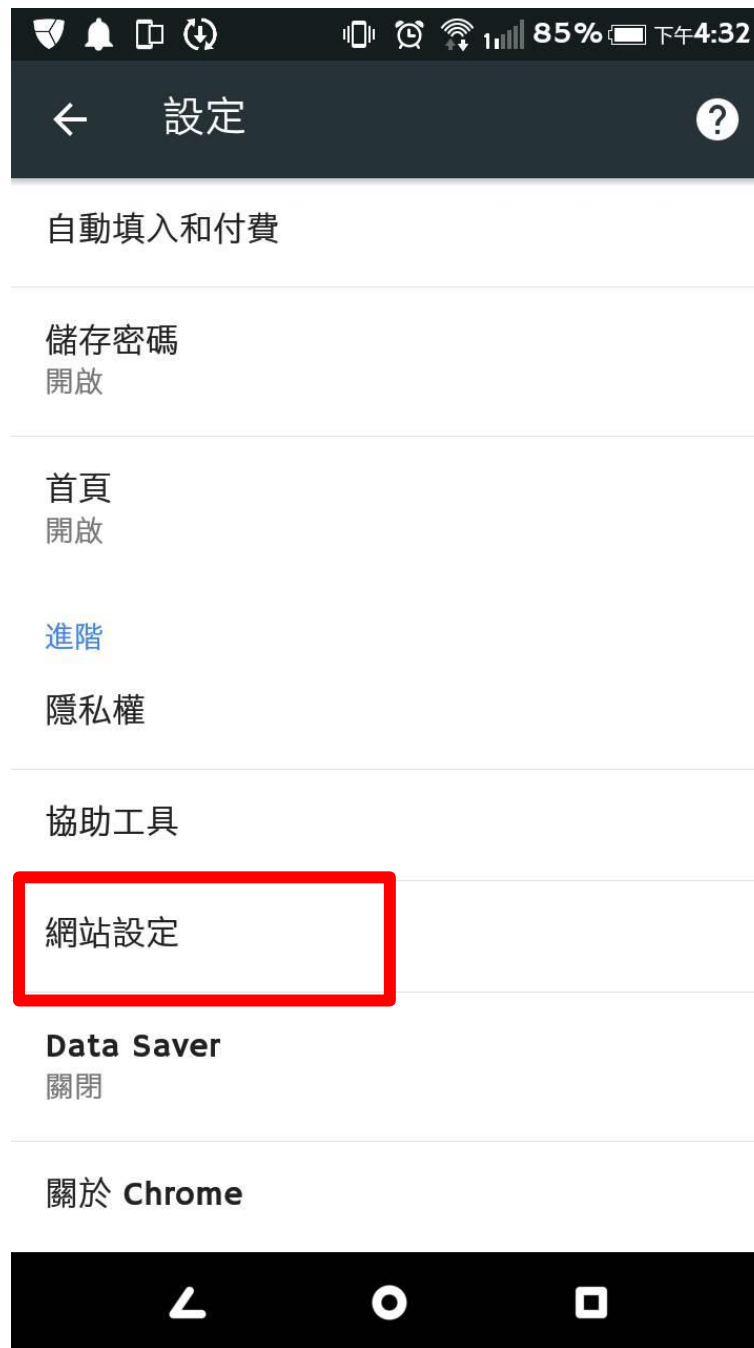 85% 下午4:32
設定
自動填入和付費
儲存密碼
開啟
首頁
開啟
進階
隱私權
協助工具
網站設定
Data Saver
關閉
關於 Chrome